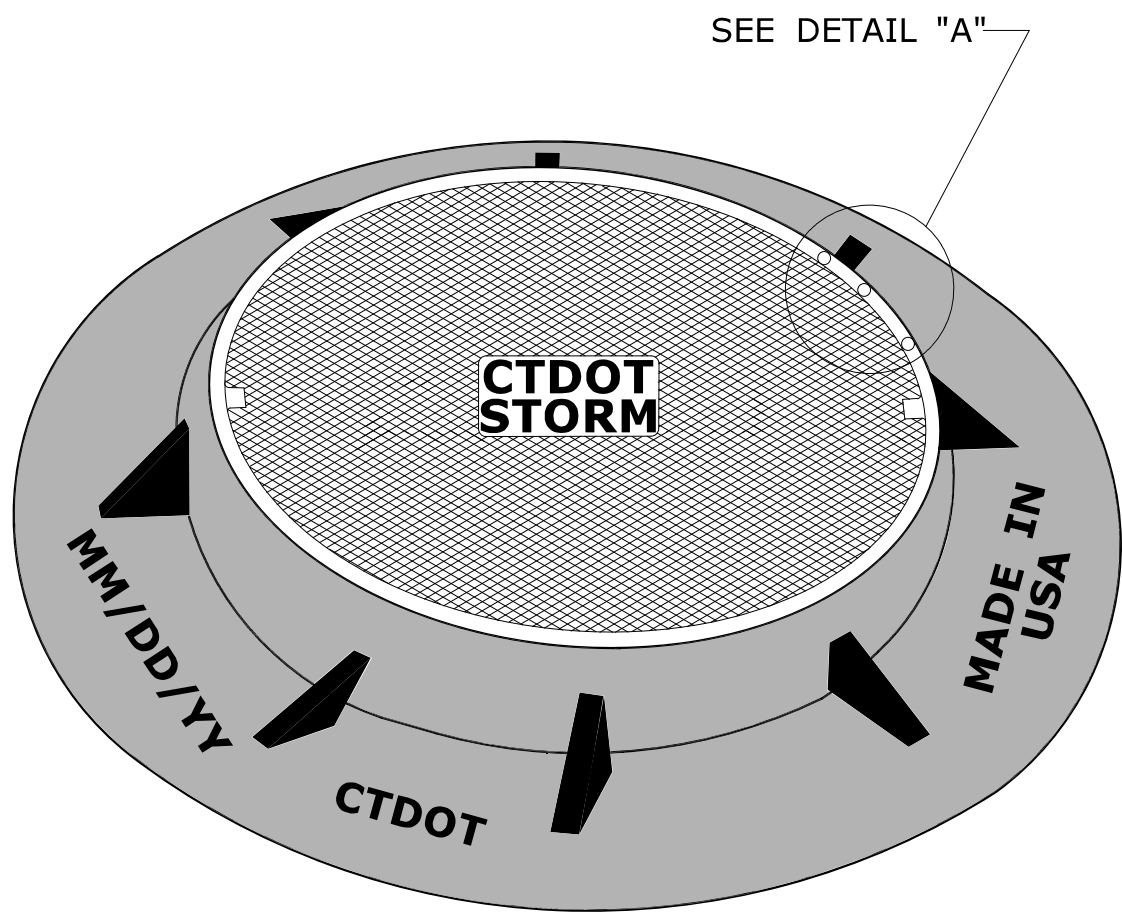 SEE DETAIL "A"
CTDOT
STORM
MM/DD/YY
CTDOT
MADE IN
USA